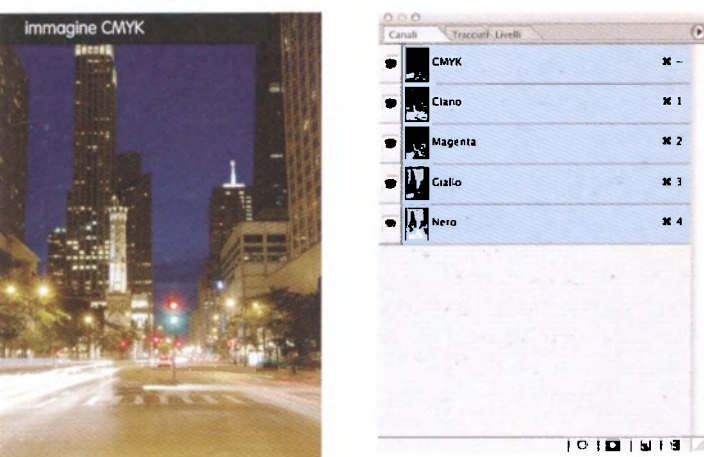 immagine CMYK
Canali Tracciati Livelli
CMYK ⌘ ~
Ciano ⌘ 1
Magenta ⌘ 2
Giallo ⌘ 3
Nero ⌘ 4